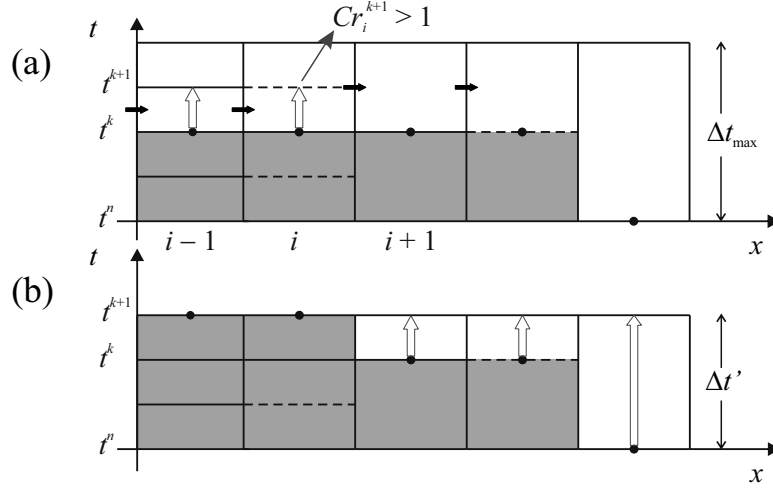 t Cr_i^{k+1} > 1
(a)
t^{k+1}
t^k
Δt_max
t^n
i – 1 i i + 1 x
t
(b)
t^{k+1}
t^k
Δt’
t^n
x